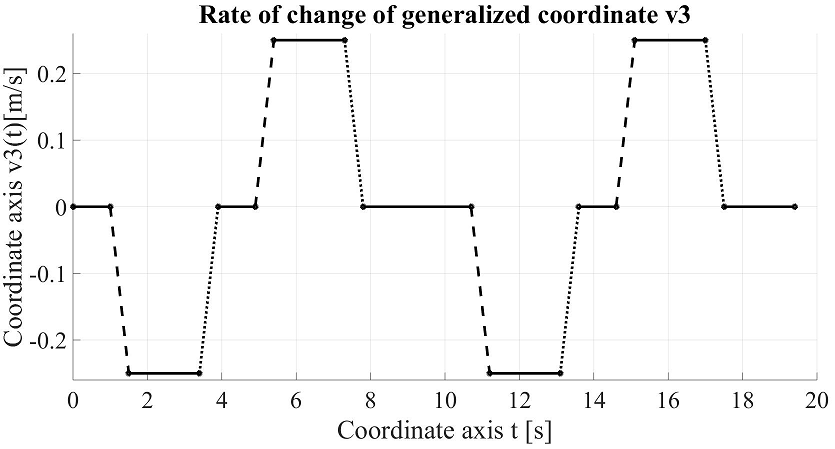 Rate of change of generalized coordinate v3
Coordinate axis v3(t)[m/s]
0.2
0.1
0
-0.1
-0.2
0 2 4 6 8 10 12 14 16 18 20
Coordinate axis t [s]